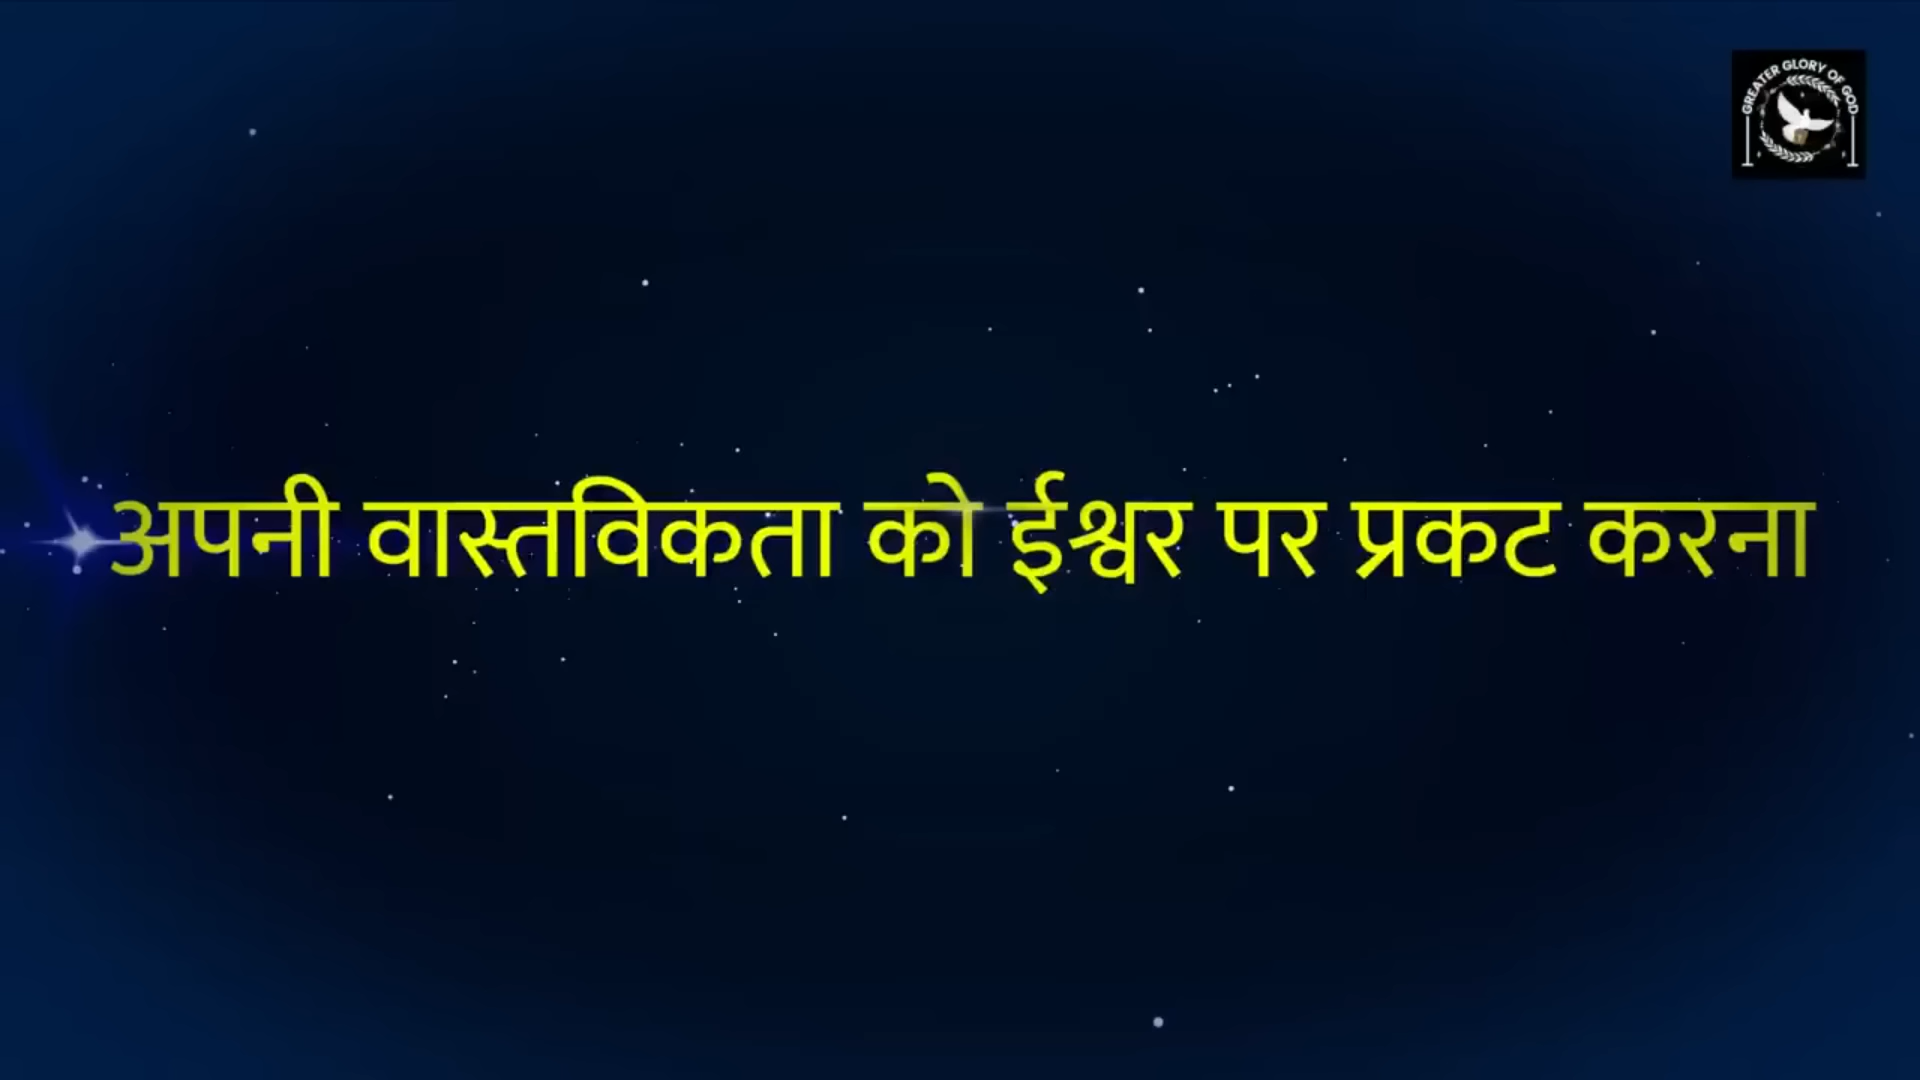 GREATER GLORY OF GOD
अपनी वास्तविकता को ईश्वर पर प्रकट करना